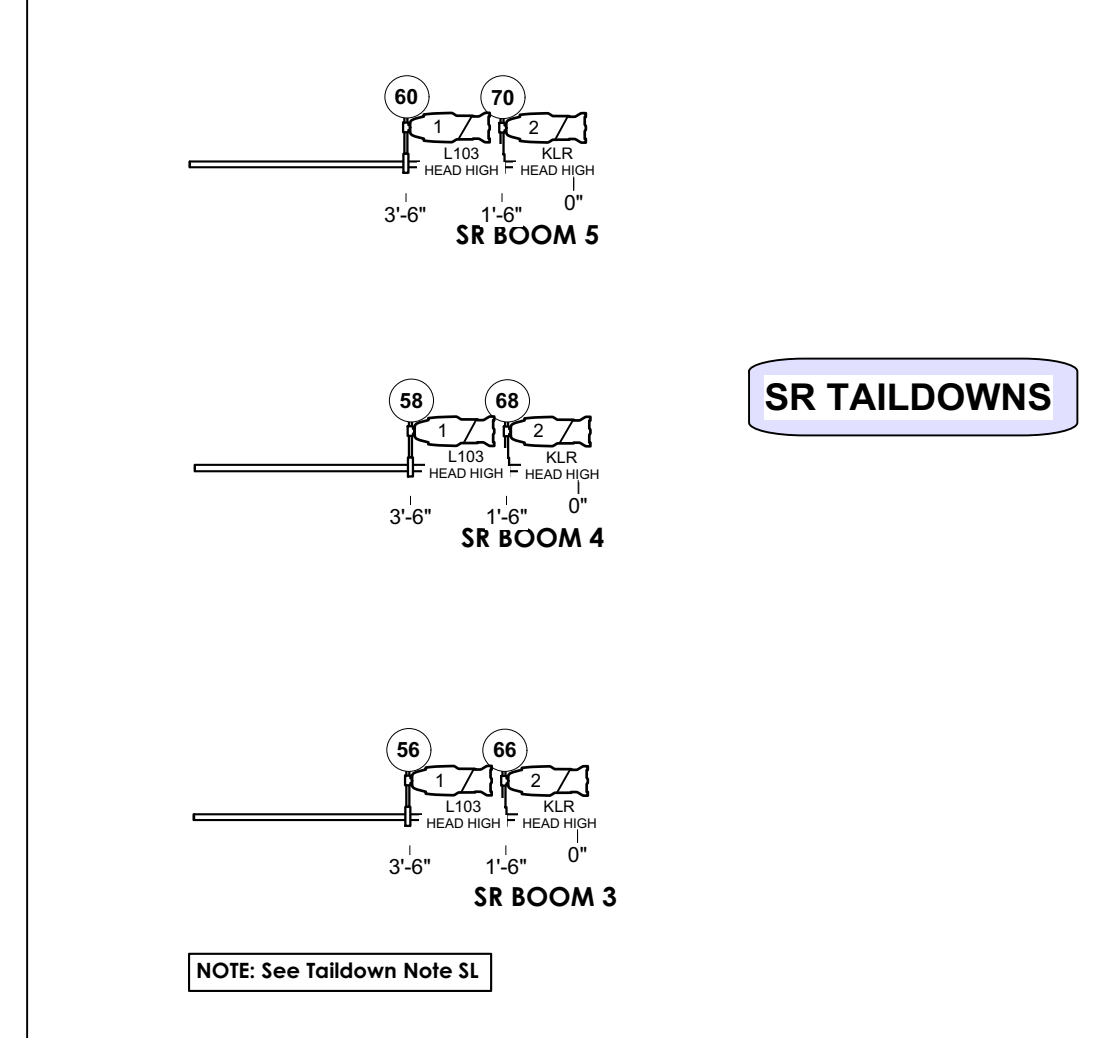 60 70
1 2
L103 KLR
HEAD HIGH HEAD HIGH
3'-6" 1'-6" 0"
SR BOOM 5
SR TAILDOWNS
58 68
1 2
L103 KLR
HEAD HIGH HEAD HIGH
3'-6" 1'-6" 0"
SR BOOM 4
56 66
1 2
L103 KLR
HEAD HIGH HEAD HIGH
3'-6" 1'-6" 0"
SR BOOM 3
NOTE: See Taildown Note SL